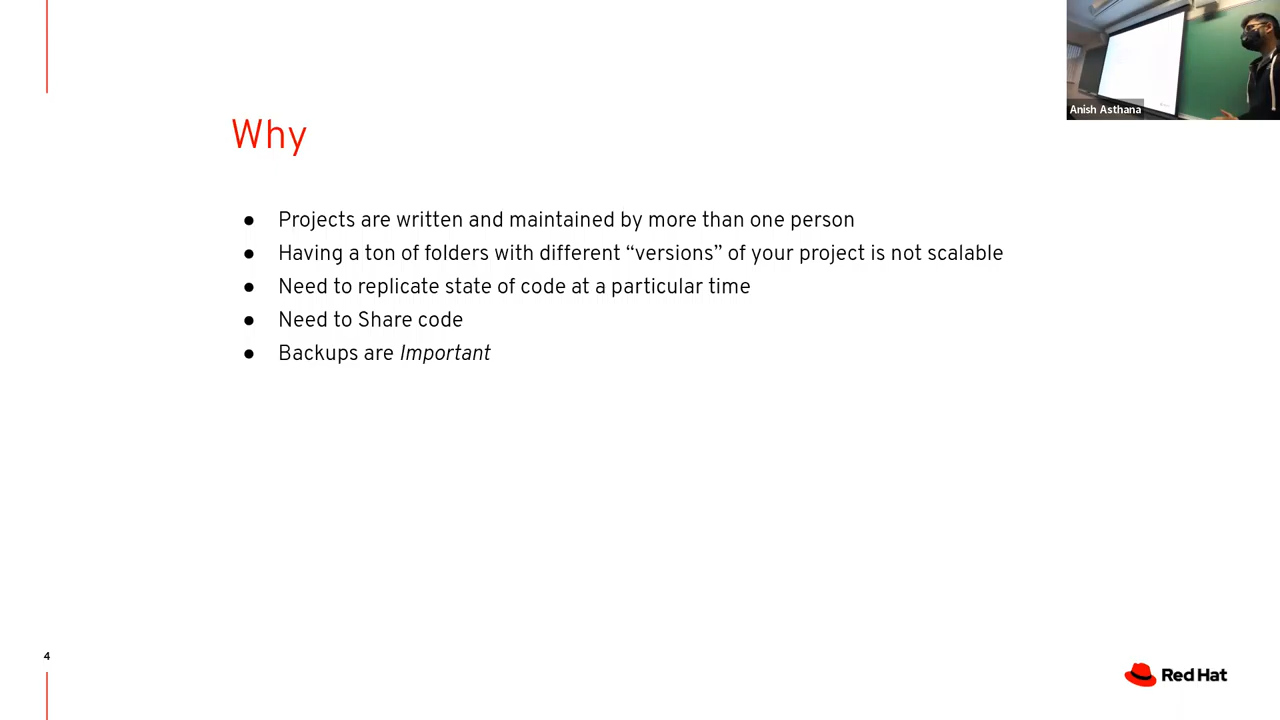 Anish Asthana
Why
● Projects are written and maintained by more than one person
● Having a ton of folders with different “versions” of your project is not scalable
● Need to replicate state of code at a particular time
● Need to Share code
● Backups are Important
4
Red Hat